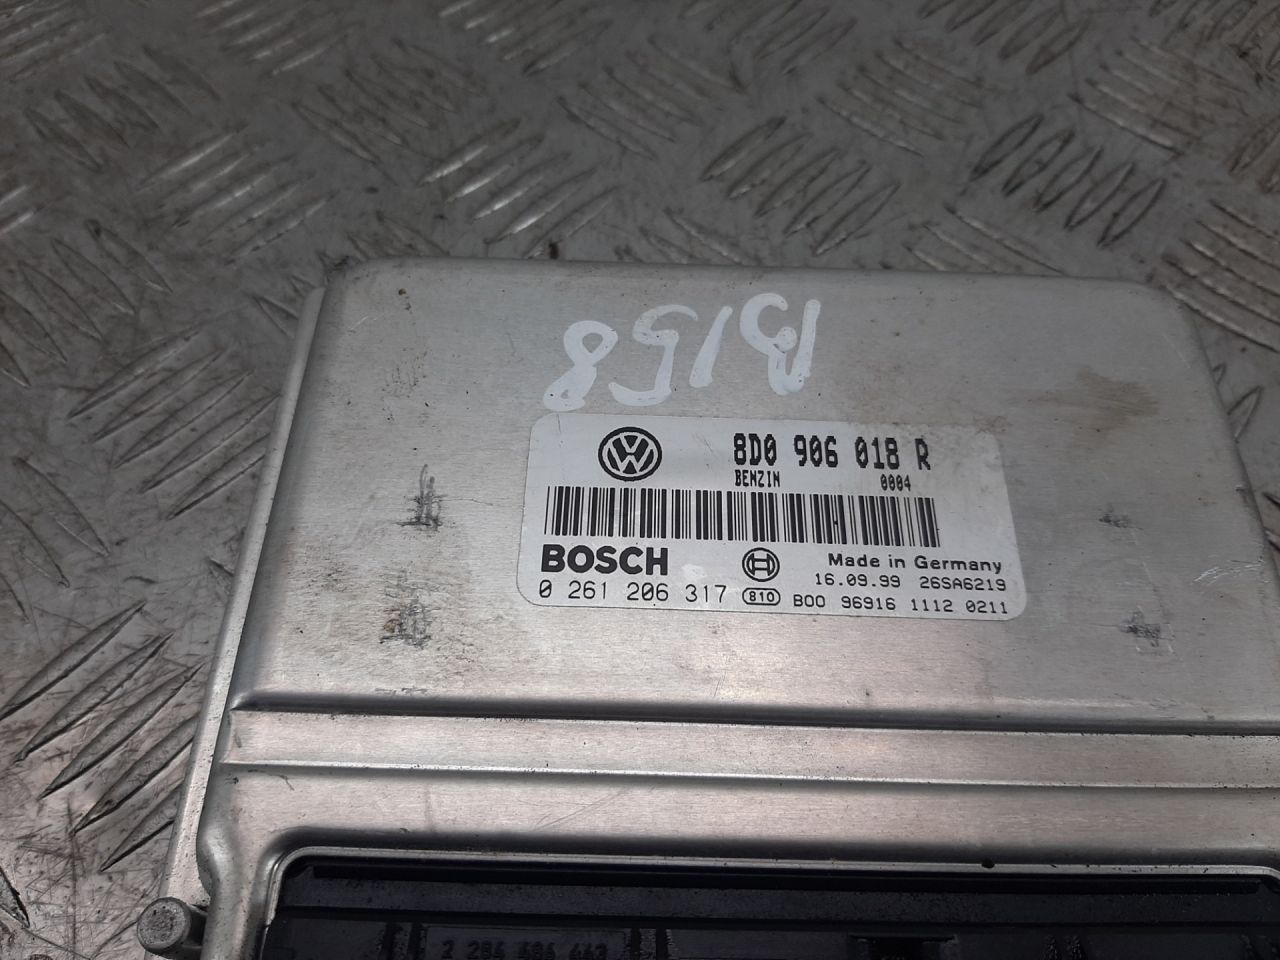 B158
8D0 906 018 R
BENZIN 0004
BOSCH Made in Germany
16.09.99 26SA6219
0 261 206 317 810 B00 96916 1112 0211